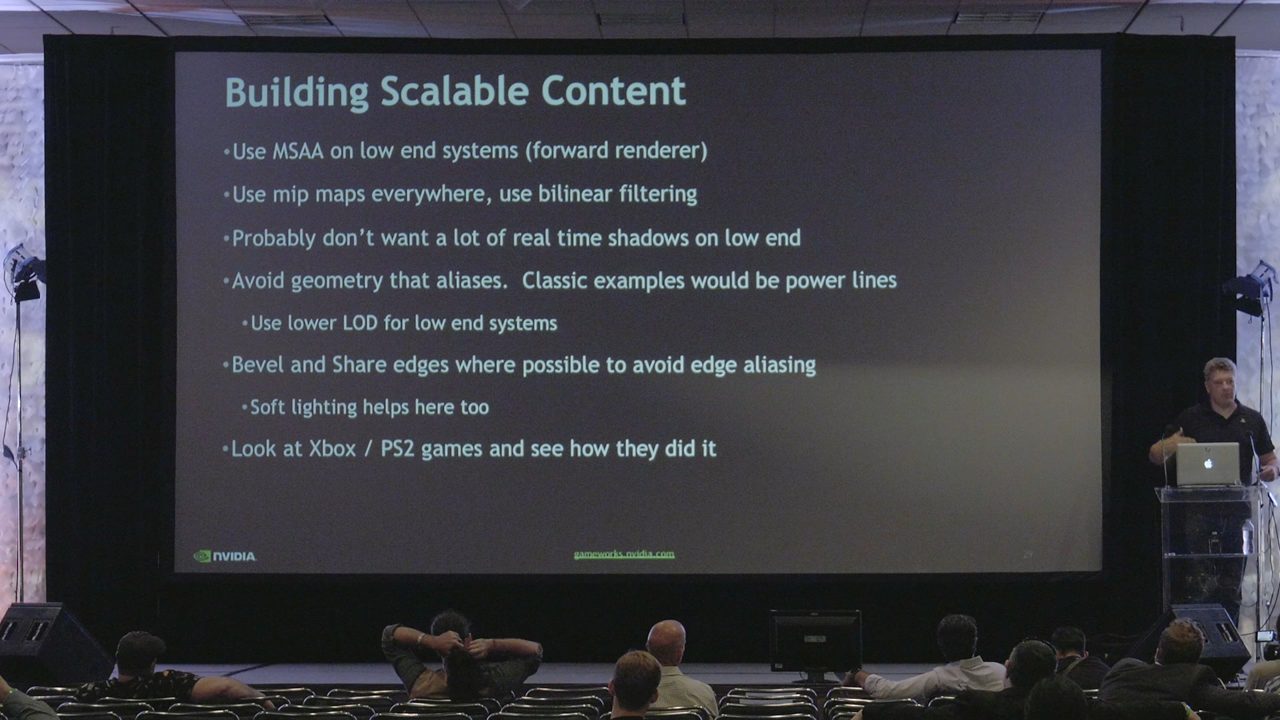 Building Scalable Content
•Use MSAA on low end systems (forward renderer)
•Use mip maps everywhere, use bilinear filtering
•Probably don't want a lot of real time shadows on low end
•Avoid geometry that aliases.  Classic examples would be power lines
•Use lower LOD for low end systems
•Bevel and Share edges where possible to avoid edge aliasing
•Soft lighting helps here too
•Look at Xbox / PS2 games and see how they did it
NVIDIA.
gameworks.nvidia.com